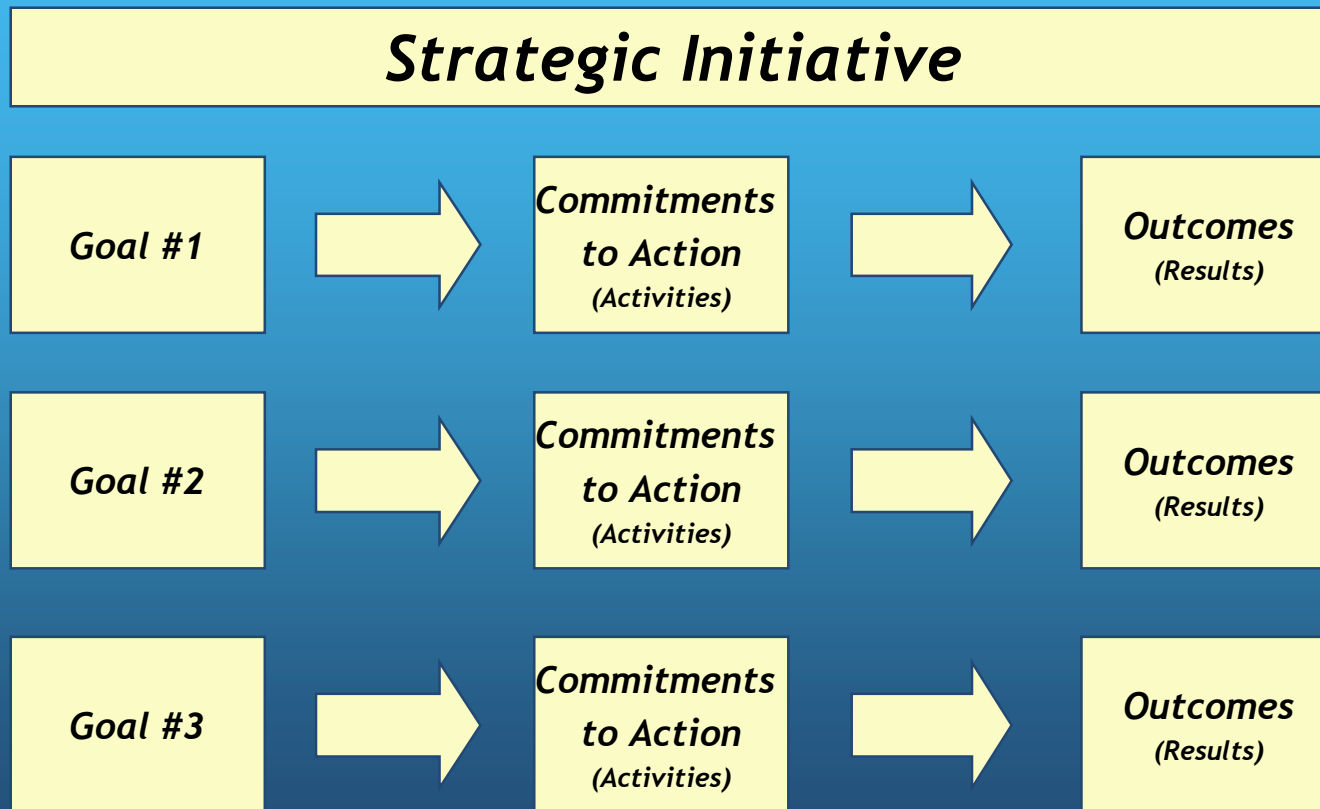 Strategic Initiative
Goal #1
Commitments
to Action
(Activities)
Outcomes
(Results)
Goal #2
Commitments
to Action
(Activities)
Outcomes
(Results)
Goal #3
Commitments
to Action
(Activities)
Outcomes
(Results)